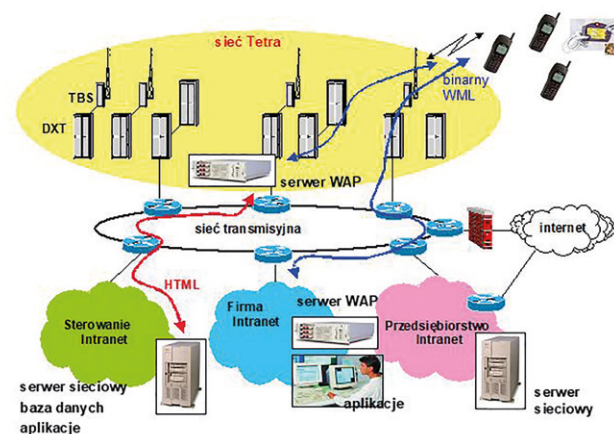 sieć Tetra
binarny
WML
TBS
DXT
serwer WAP
sieć transmisyjna
internet
HTML
serwer WAP
Sterowanie
Intranet
Firma
Intranet
Przedsiębiorstwo
Intranet
serwer sieciowy
baza danych
aplikacje
aplikacje
serwer
sieciowy